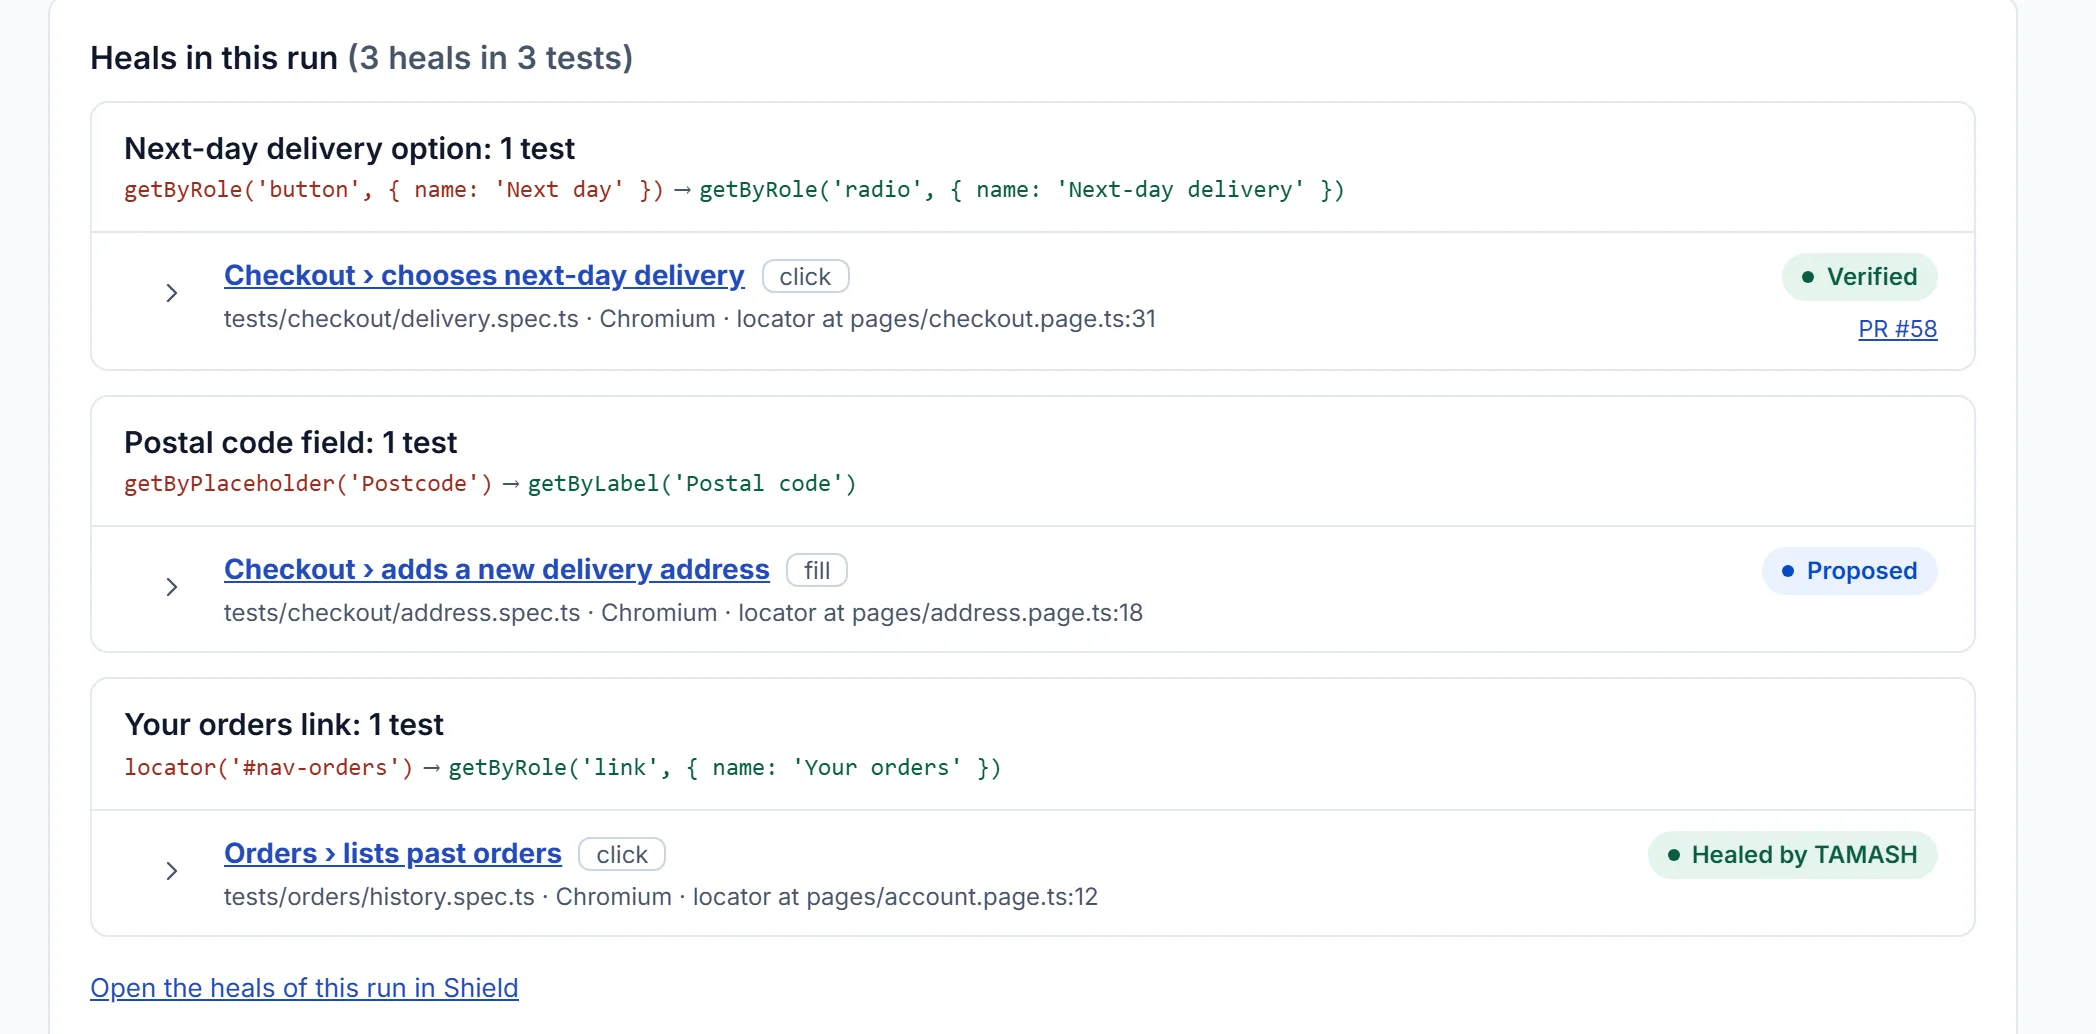 Heals in this run (3 heals in 3 tests)
Next-day delivery option: 1 test
getByRole('button', { name: 'Next day' }) → getByRole('radio', { name: 'Next-day delivery' })
Checkout › chooses next-day delivery click Verified
tests/checkout/delivery.spec.ts · Chromium · locator at pages/checkout.page.ts:31
PR #58
Postal code field: 1 test
getByPlaceholder('Postcode') → getByLabel('Postal code')
Checkout › adds a new delivery address fill Proposed
tests/checkout/address.spec.ts · Chromium · locator at pages/address.page.ts:18
Your orders link: 1 test
locator('#nav-orders') → getByRole('link', { name: 'Your orders' })
Orders › lists past orders click Healed by TAMASH
tests/orders/history.spec.ts · Chromium · locator at pages/account.page.ts:12
Open the heals of this run in Shield